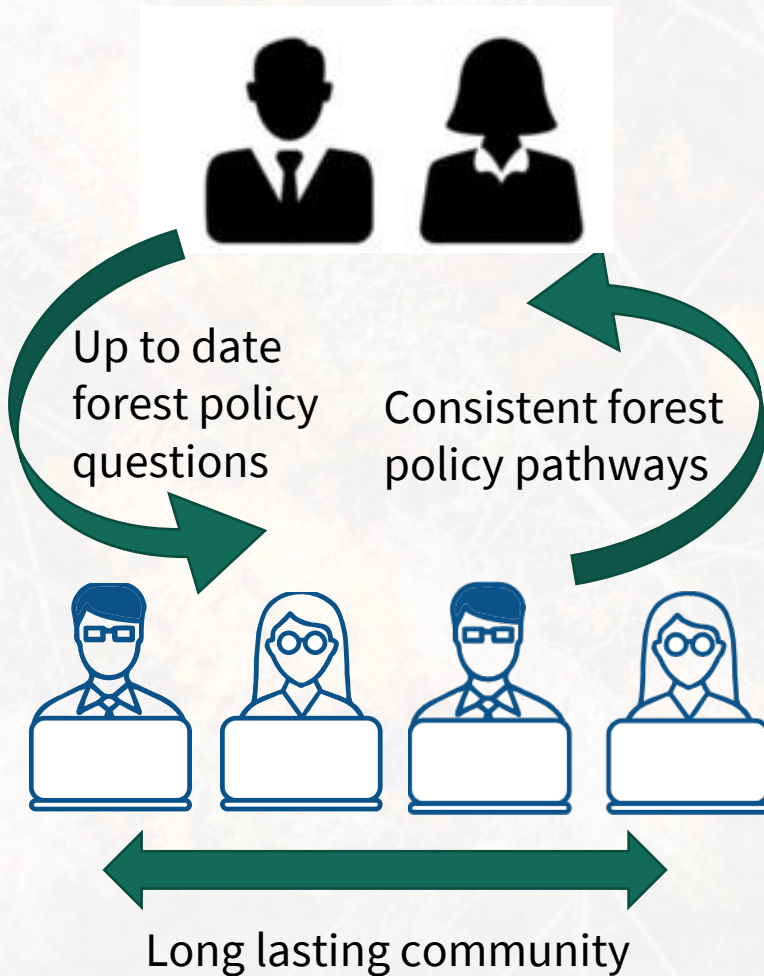 Up to date
forest policy
questions
Consistent forest
policy pathways
Long lasting community